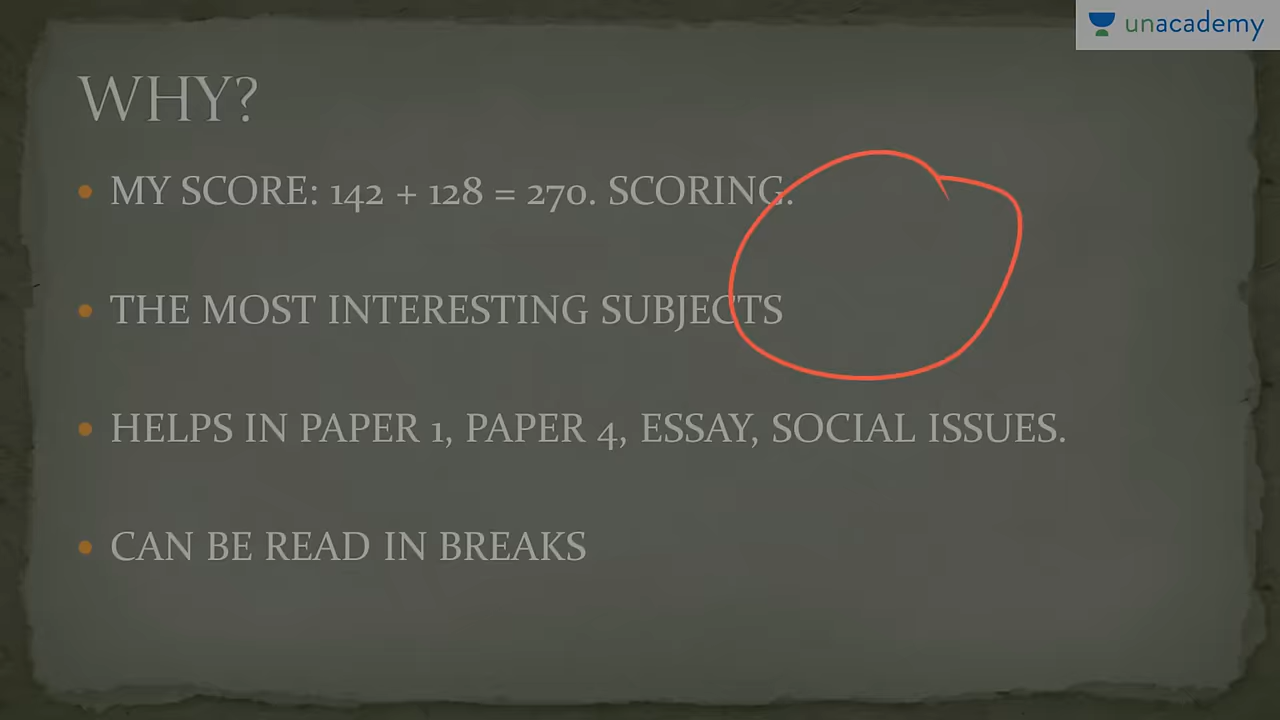 unacademy
WHY?
MY SCORE: 142 + 128 = 270. SCORING.
THE MOST INTERESTING SUBJECTS
HELPS IN PAPER 1, PAPER 4, ESSAY, SOCIAL ISSUES.
CAN BE READ IN BREAKS